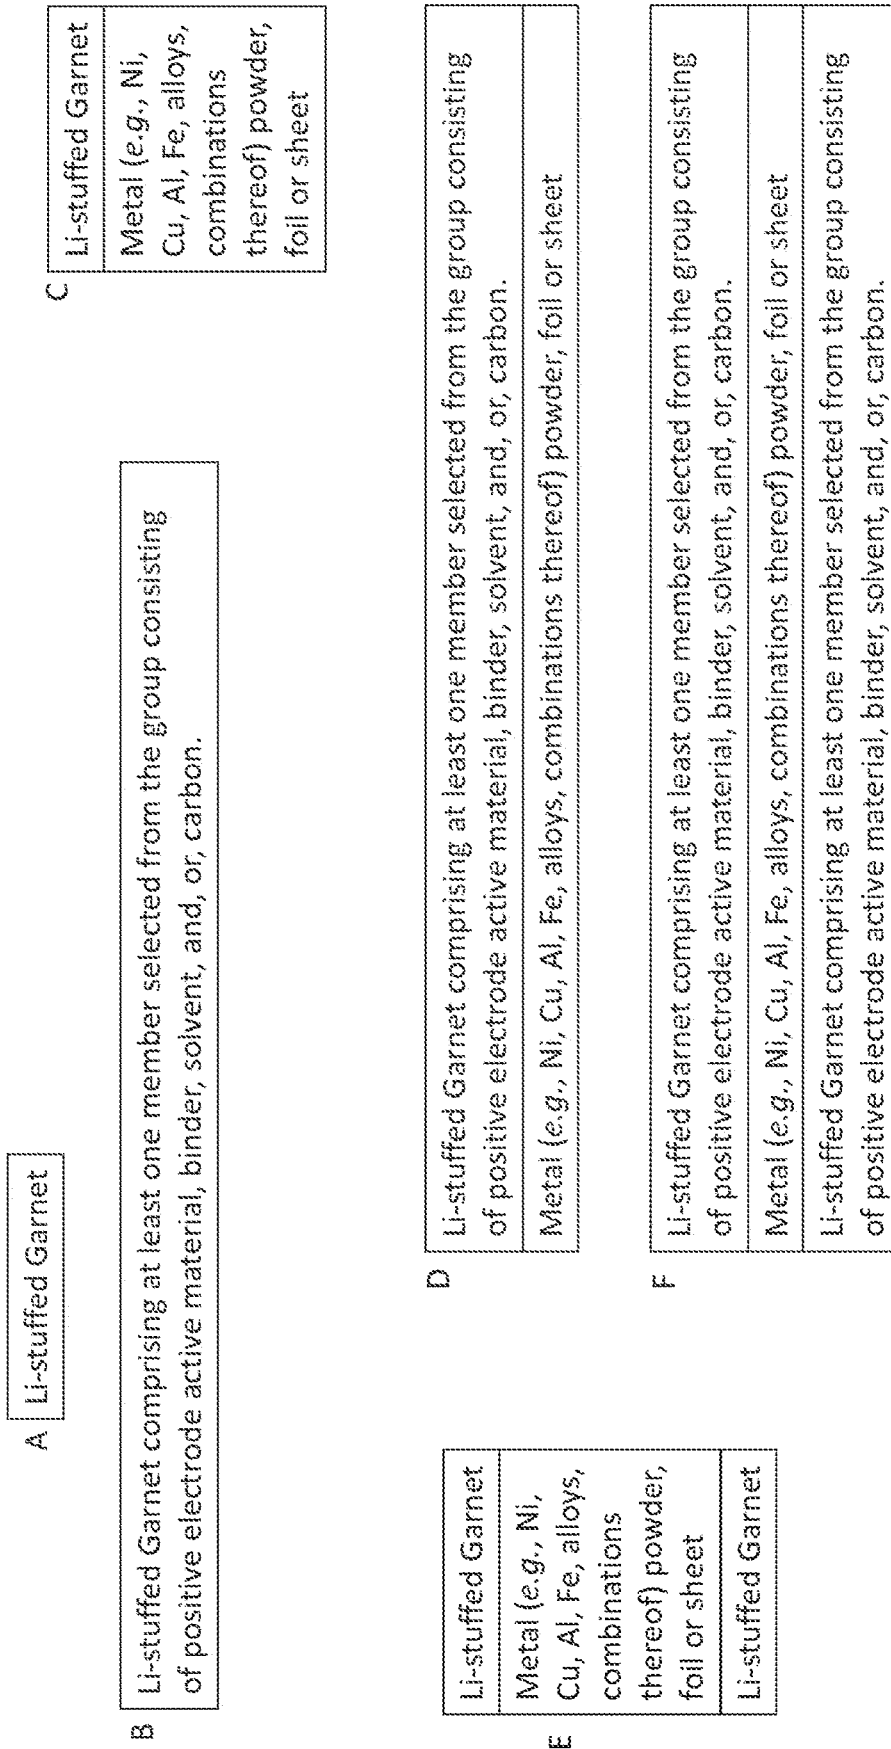 A
Li-stuffed Garnet
B
Li-stuffed Garnet comprising at least one member selected from the group consisting
of positive electrode active material, binder, solvent, and, or, carbon.
C
Li-stuffed Garnet
Metal (e.g., Ni,
Cu, Al, Fe, alloys,
combinations
thereof) powder,
foil or sheet
D
Li-stuffed Garnet comprising at least one member selected from the group consisting
of positive electrode active material, binder, solvent, and, or, carbon.
Metal (e.g., Ni, Cu, Al, Fe, alloys, combinations thereof) powder, foil or sheet
E
Li-stuffed Garnet
Metal (e.g., Ni,
Cu, Al, Fe, alloys,
combinations
thereof) powder,
foil or sheet
Li-stuffed Garnet
F
Li-stuffed Garnet comprising at least one member selected from the group consisting
of positive electrode active material, binder, solvent, and, or, carbon.
Metal (e.g., Ni, Cu, Al, Fe, alloys, combinations thereof) powder, foil or sheet
Li-stuffed Garnet comprising at least one member selected from the group consisting
of positive electrode active material, binder, solvent, and, or, carbon.